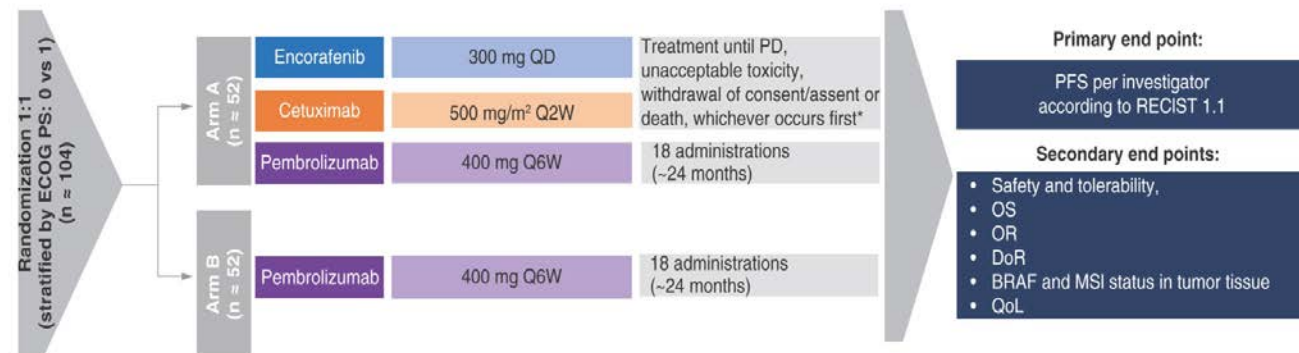 Randomization 1:1
(stratified by ECOG PS: 0 vs 1)
(n ≈ 104)
Arm A
(n ≈ 52)
Encorafenib
300 mg QD
Cetuximab
500 mg/m² Q2W
Treatment until PD,
unacceptable toxicity,
withdrawal of consent/assent or
death, whichever occurs first*
Pembrolizumab
400 mg Q6W
18 administrations
(~24 months)
Arm B
(n ≈ 52)
Pembrolizumab
400 mg Q6W
18 administrations
(~24 months)
Primary end point:
PFS per investigator
according to RECIST 1.1
Secondary end points:
• Safety and tolerability,
• OS
• OR
• DoR
• BRAF and MSI status in tumor tissue
• QoL